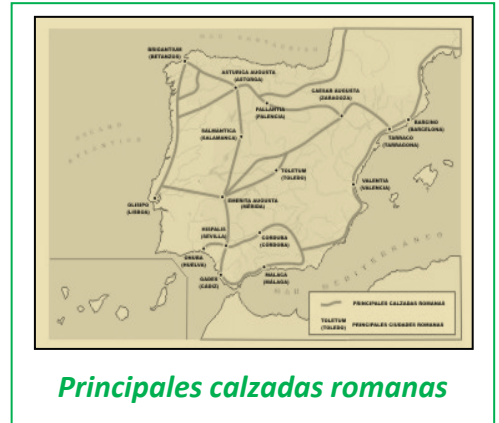 MAR CANTÁBRICO
BRIGANTIUM
(BETANZOS)
ASTURICA AUGUSTA
(ASTORGA)
CAESAR AUGUSTA
(ZARAGOZA)
PALLANTIA
(PALENCIA)
BARCINO
(BARCELONA)
TARRACO
(TARRAGONA)
OCEANO
ATLÁNTICO
SALMANTICA
(SALAMANCA)
TOLETUM
(TOLEDO)
VALENTIA
(VALENCIA)
EMERITA AUGUSTA
(MÉRIDA)
OLISIPO
(LISBOA)
HISPALIS
(SEVILLA)
CORDUBA
(CÓRDOBA)
ONUBA
(HUELVA)
GADES
(CÁDIZ)
MALACA
(MÁLAGA)
MAR MEDITERRÁNEO
PRINCIPALES CALZADAS ROMANAS
TOLETUM
(TOLEDO)
PRINCIPALES CIUDADES ROMANAS
Principales calzadas romanas